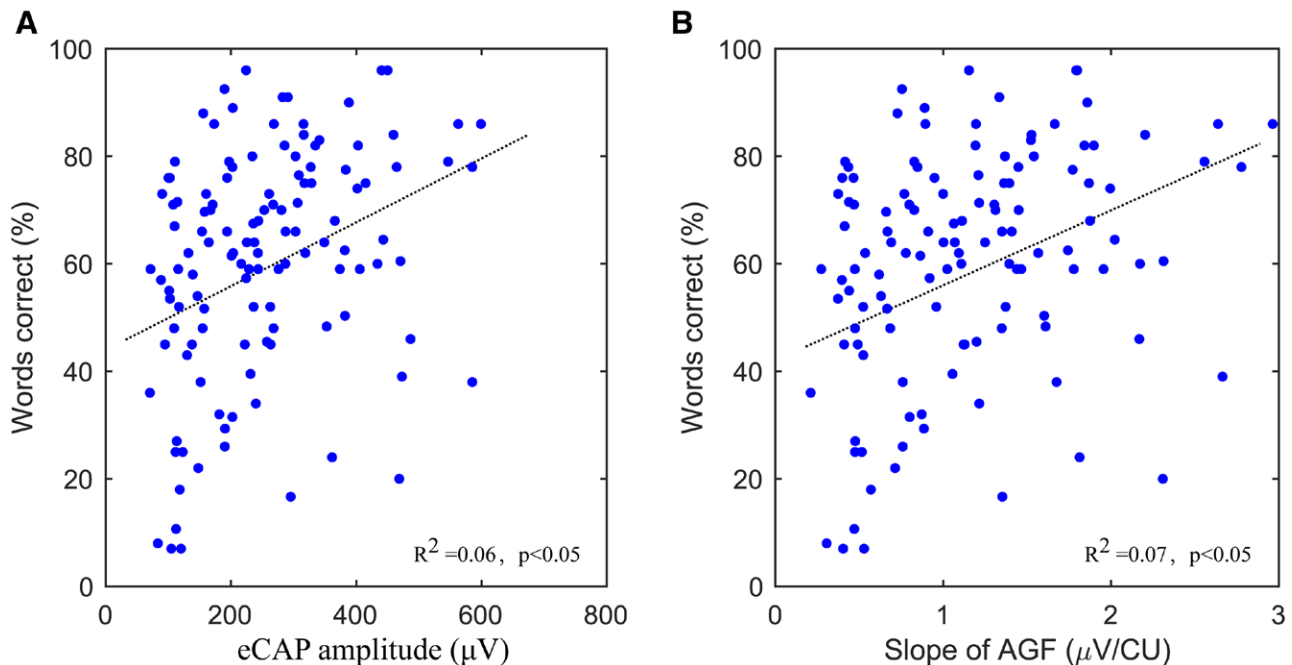 A
B
100
80
60
40
20
0
Words correct (%)
0 200 400 600 800
eCAP amplitude (μV)
R² =0.06, p<0.05
100
80
60
40
20
0
Words correct (%)
0 1 2 3
Slope of AGF (μV/CU)
R² =0.07, p<0.05